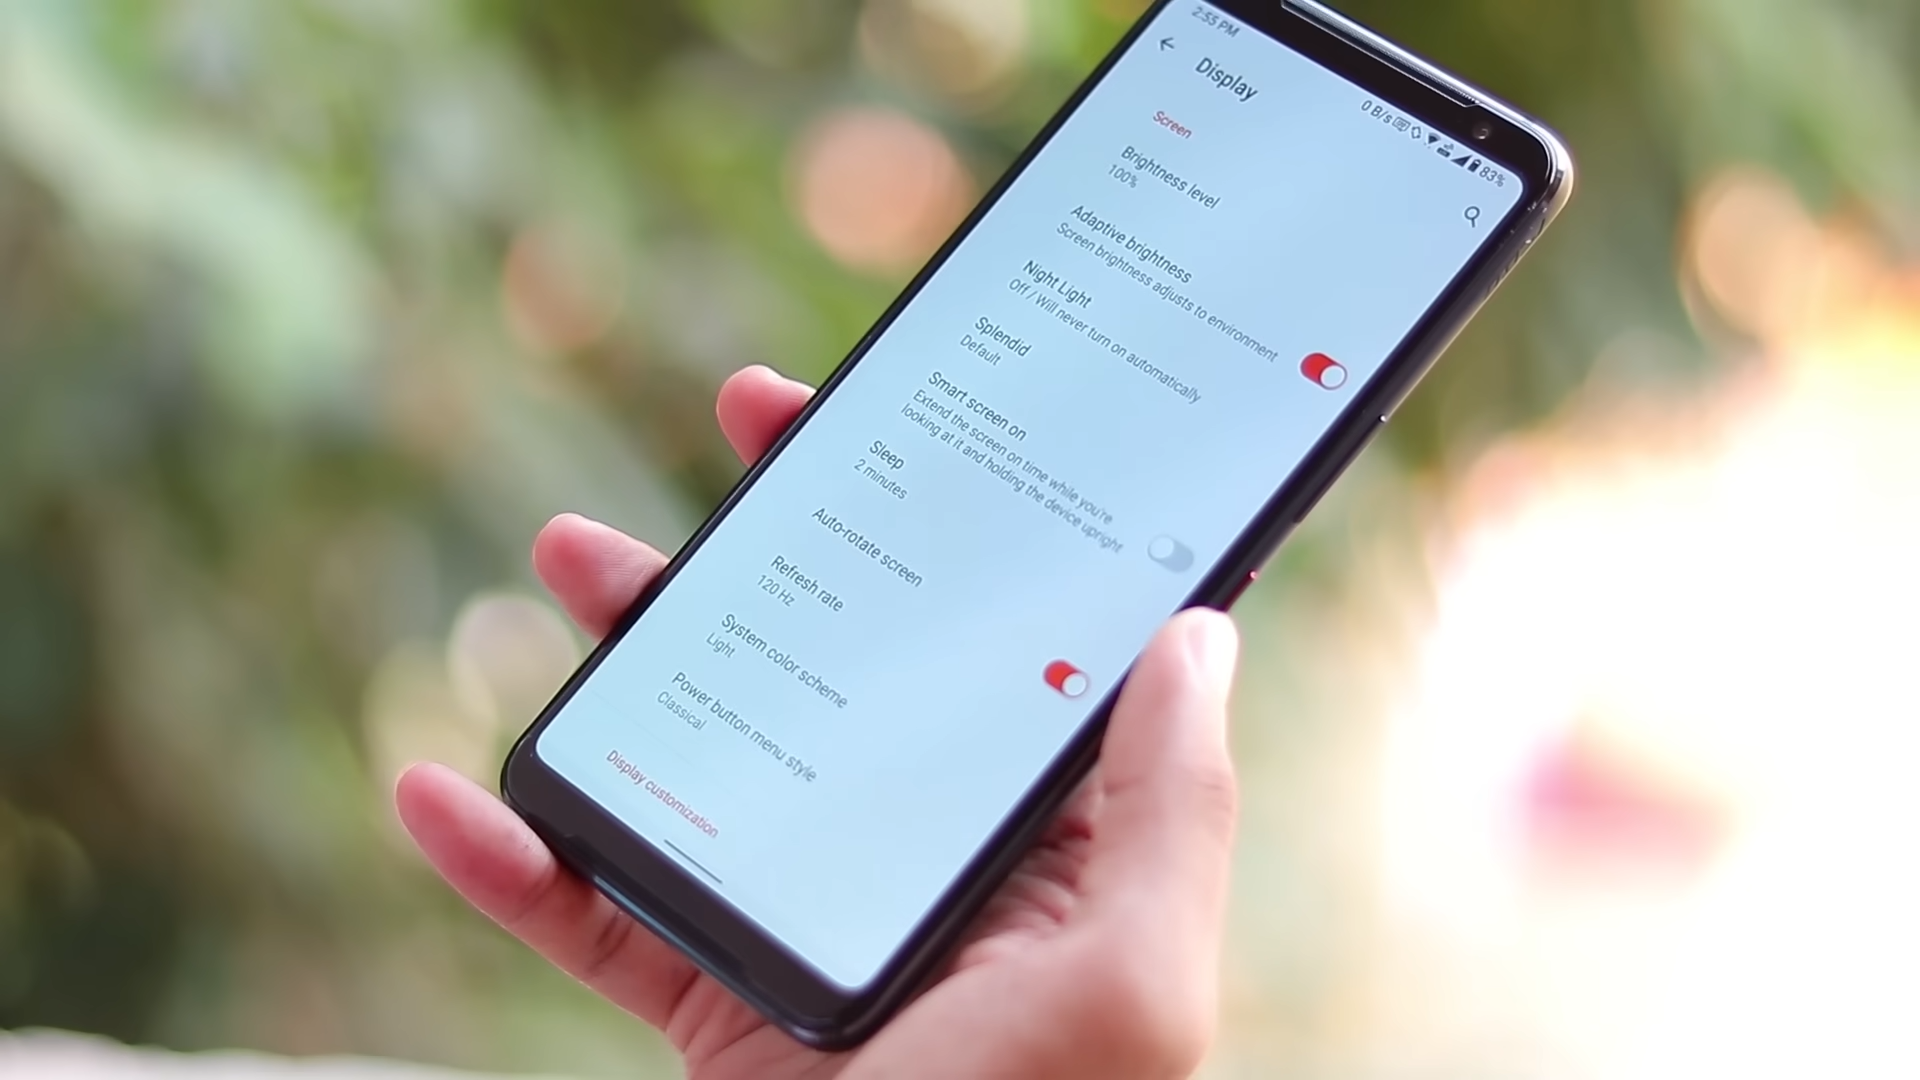 2:55 PM
0 B/s
83%
Display
Screen
Brightness level
100%
Adaptive brightness
Screen brightness adjusts to environment
Night Light
Off / Will never turn on automatically
Splendid
Default
Smart screen on
Extend the screen on time while you're
looking at it and holding the device upright
Sleep
2 minutes
Auto-rotate screen
Refresh rate
120 Hz
System color scheme
Light
Power button menu style
Classical
Display customization